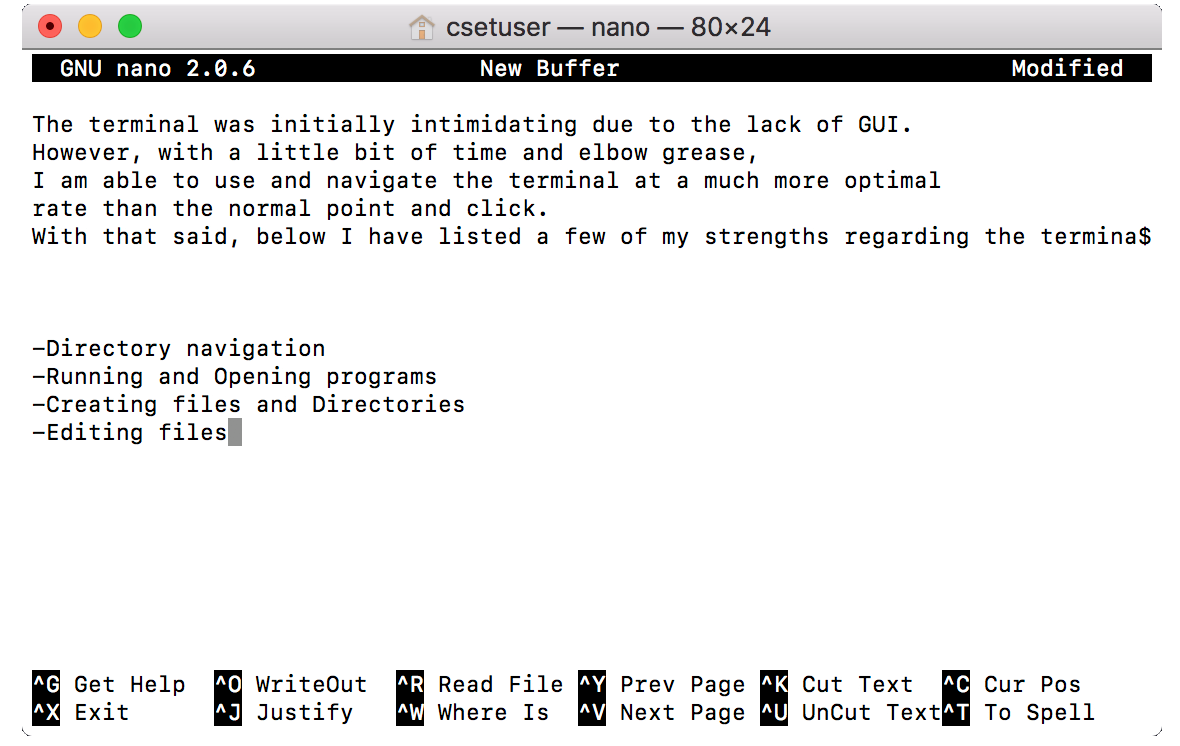 csetuser — nano — 80×24
GNU nano 2.0.6 New Buffer Modified
The terminal was initially intimidating due to the lack of GUI.
However, with a little bit of time and elbow grease,
I am able to use and navigate the terminal at a much more optimal
rate than the normal point and click.
With that said, below I have listed a few of my strengths regarding the termina$
-Directory navigation
-Running and Opening programs
-Creating files and Directories
-Editing files
^G Get Help ^O WriteOut ^R Read File ^Y Prev Page ^K Cut Text ^C Cur Pos
^X Exit ^J Justify ^W Where Is ^V Next Page ^U UnCut Text ^T To Spell